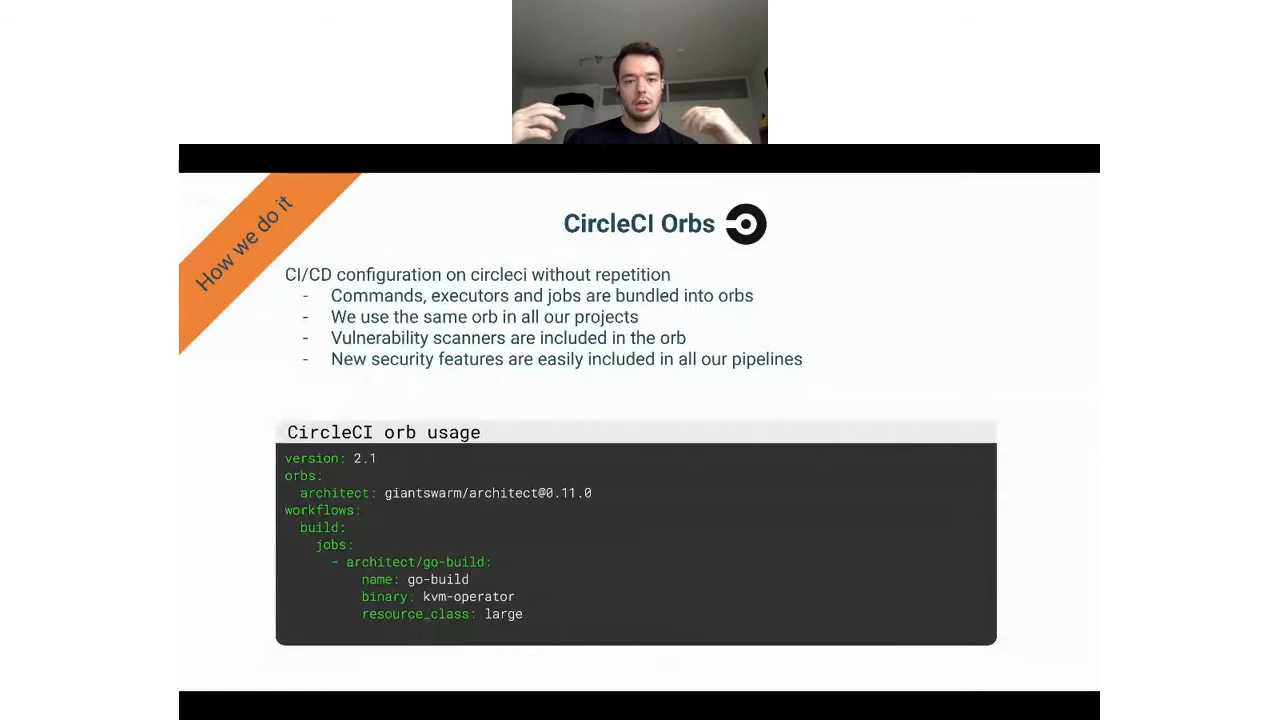 How we do it
CircleCI Orbs
CI/CD configuration on circleci without repetition
- Commands, executors and jobs are bundled into orbs
- We use the same orb in all our projects
- Vulnerability scanners are included in the orb
- New security features are easily included in all our pipelines
CircleCI orb usage
version: 2.1
orbs:
  architect: giantswarm/architect@0.11.0
workflows:
  build:
    jobs:
      - architect/go-build:
          name: go-build
          binary: kvm-operator
          resource_class: large